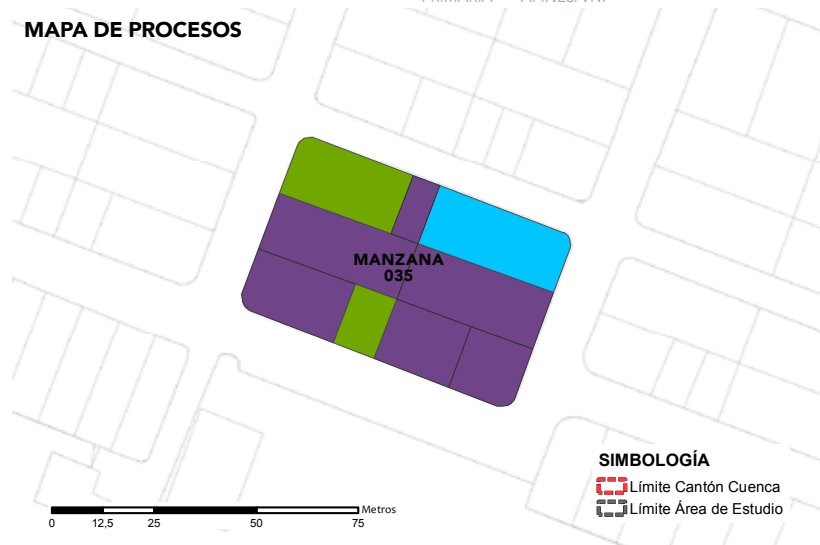 MAPA DE PROCESOS
MANZANA
035
SIMBOLOGÍA
Límite Cantón Cuenca
Límite Área de Estudio
Metros
0 12,5 25 50 75